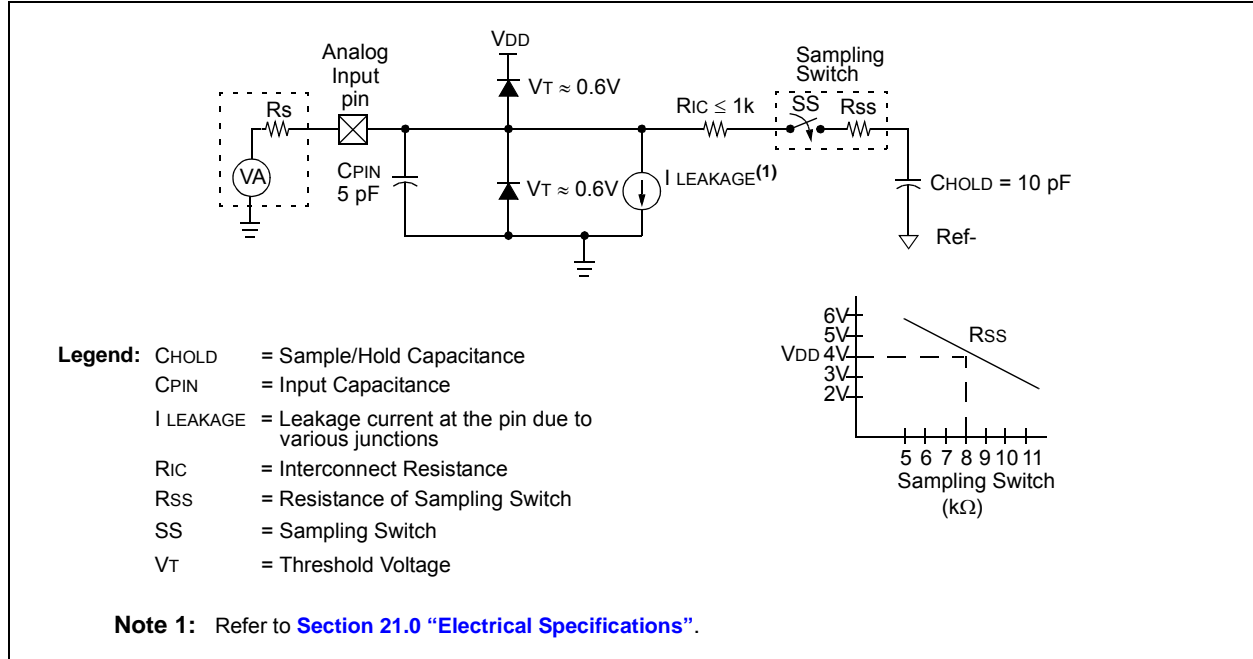 VDD
Analog
Input
pin
Rs
VA
VT ≈ 0.6V
CPIN
5 pF
VT ≈ 0.6V
I LEAKAGE(1)
RIC ≤ 1k
Sampling
Switch
SS
Rss
CHOLD = 10 pF
Ref-
6V
5V
VDD 4V
3V
2V
RSS
5 6 7 8 9 10 11
Sampling Switch
(kΩ)
Legend: CHOLD = Sample/Hold Capacitance
CPIN = Input Capacitance
I LEAKAGE = Leakage current at the pin due to
various junctions
RIC = Interconnect Resistance
RSS = Resistance of Sampling Switch
SS = Sampling Switch
VT = Threshold Voltage
Note 1: Refer to Section 21.0 “Electrical Specifications”.